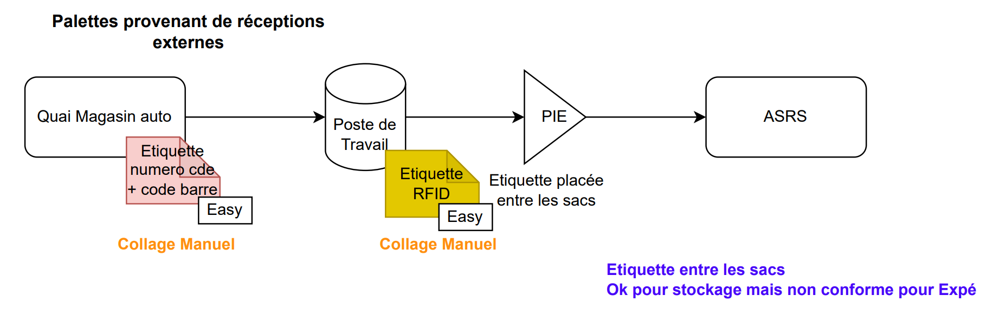 Palettes provenant de réceptions
externes
Quai Magasin auto
Etiquette
numero cde
+ code barre
Easy
Collage Manuel
Poste de
Travail
Etiquette
RFID
Easy
Collage Manuel
PIE
Etiquette placée
entre les sacs
ASRS
Etiquette entre les sacs
Ok pour stockage mais non conforme pour Expé